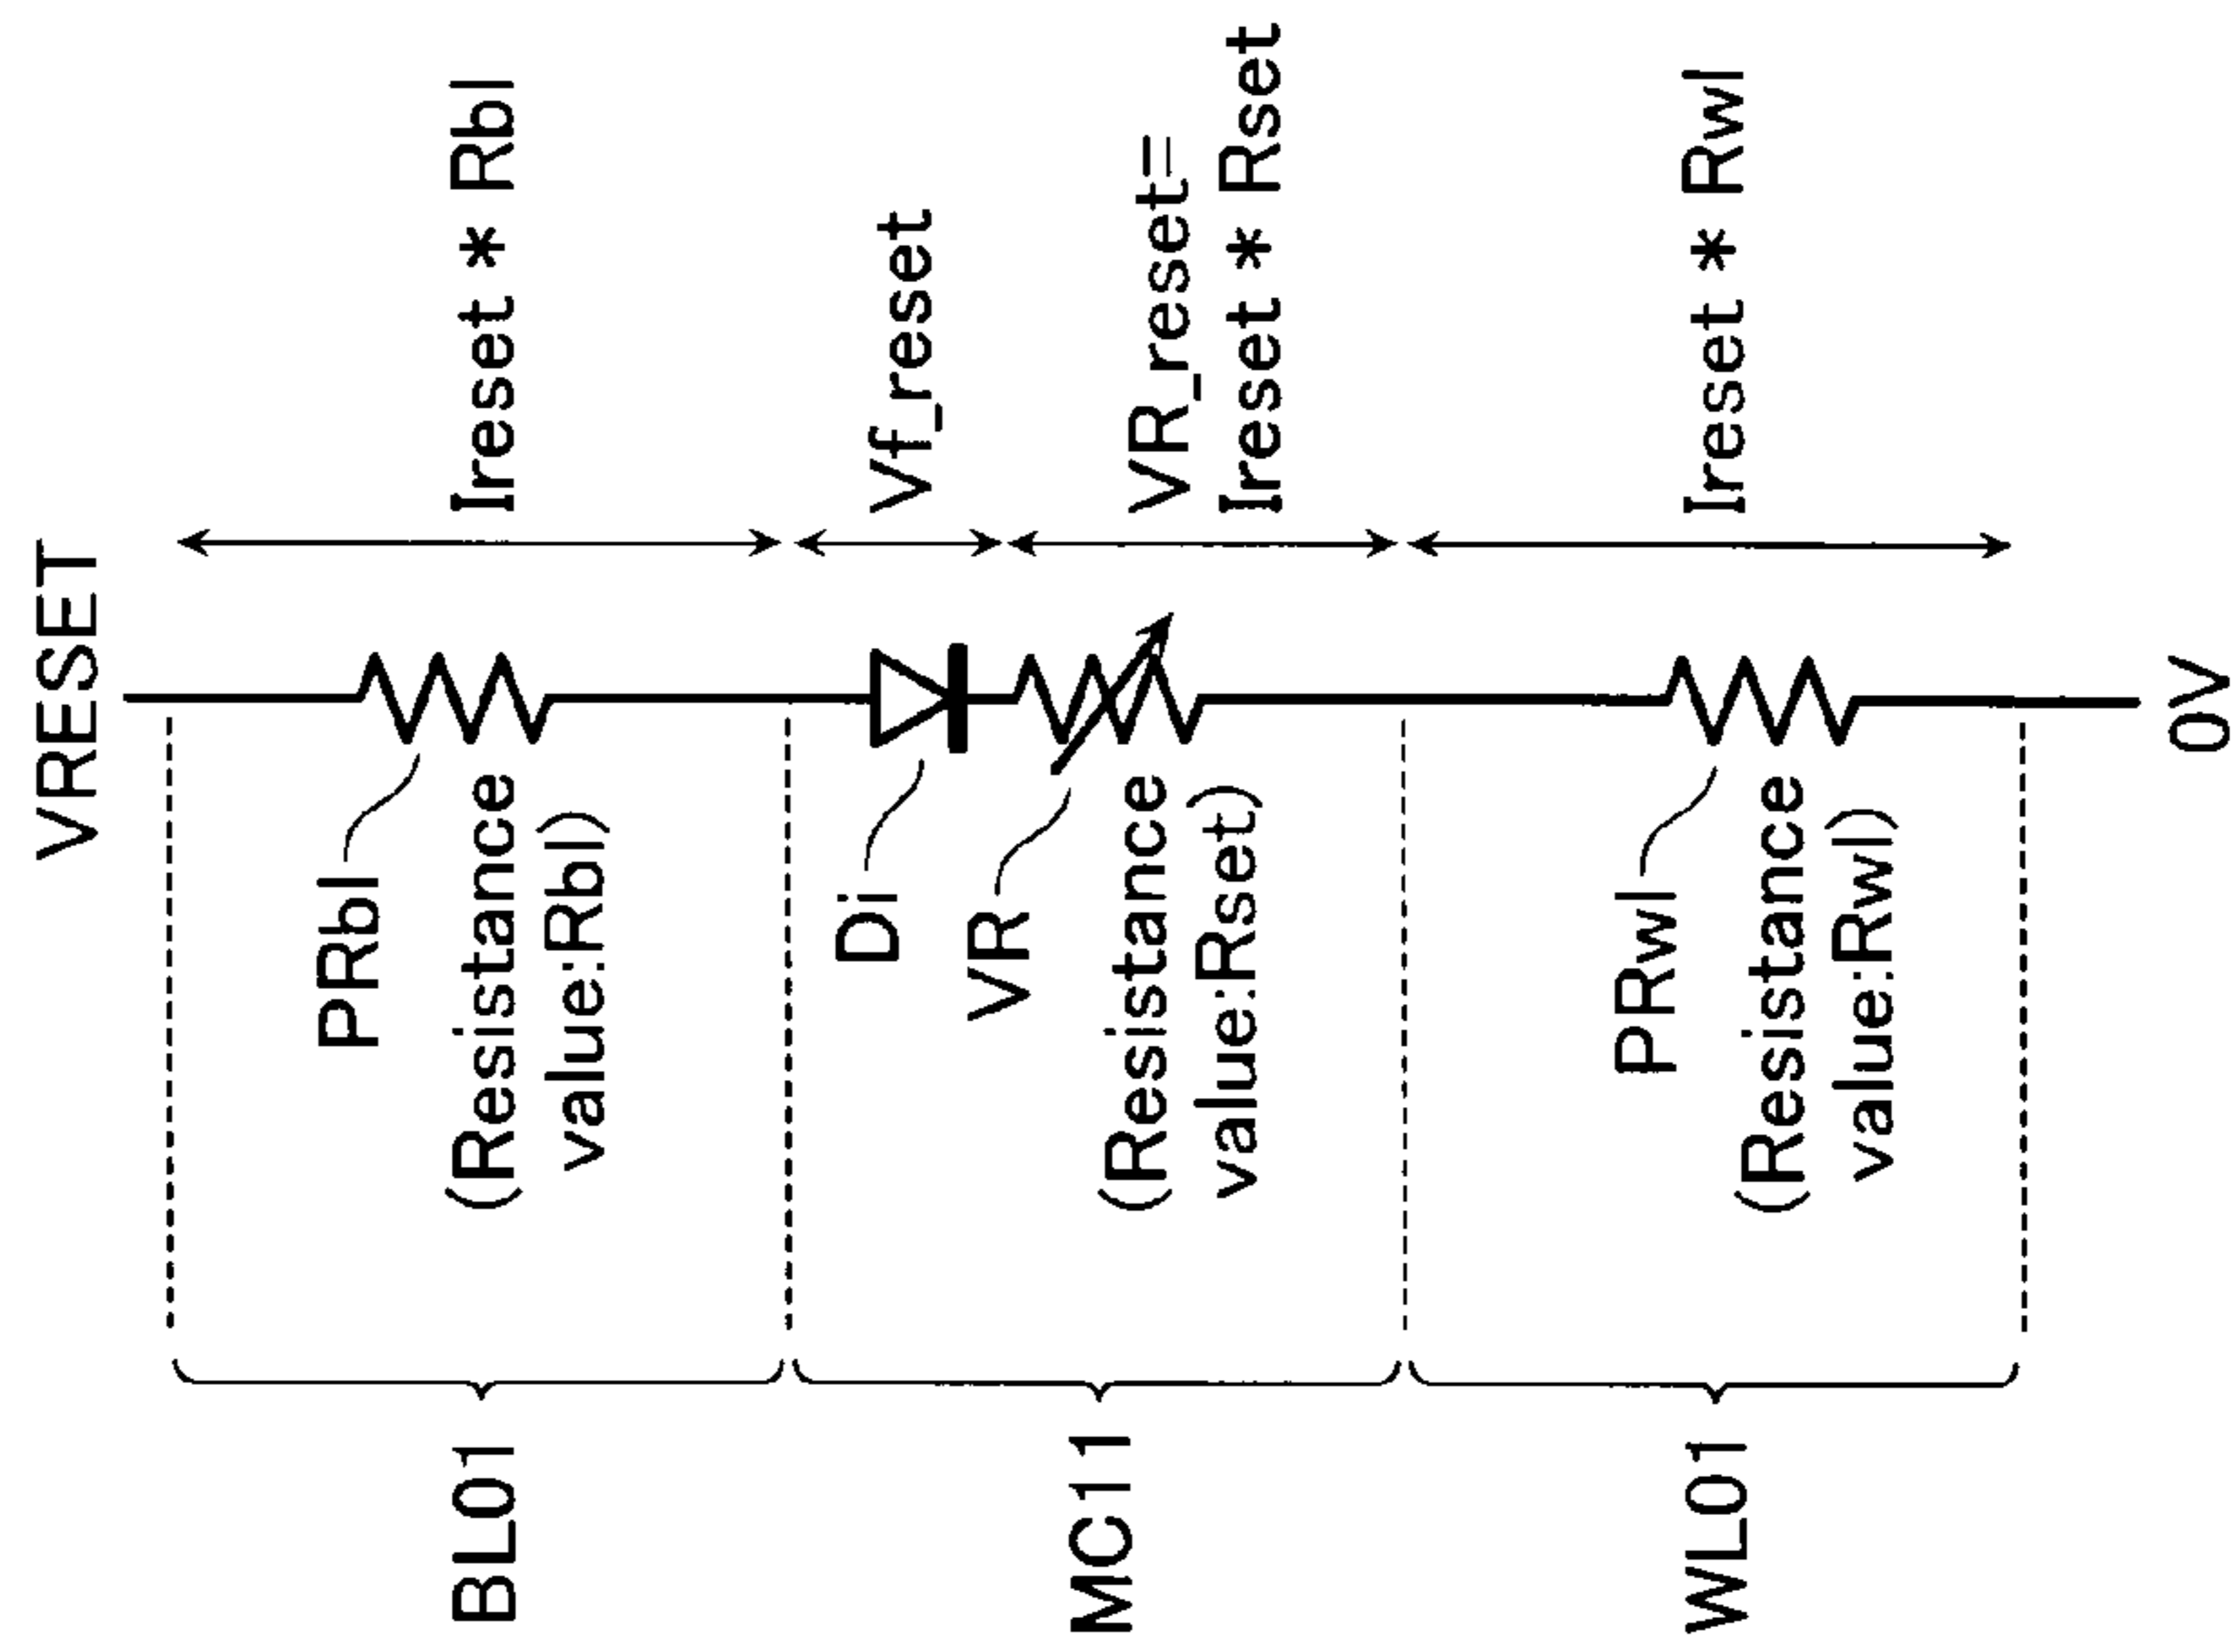 VRESET
BL01
PRbl
(Resistance
value:Rbl)
Ireset * Rbl
MC11
Di
VR
(Resistance
value:Rset)
Vf_reset
VR_reset=
Ireset * Rset
WL01
PRwl
(Resistance
value:Rwl)
Ireset * Rwl
0V